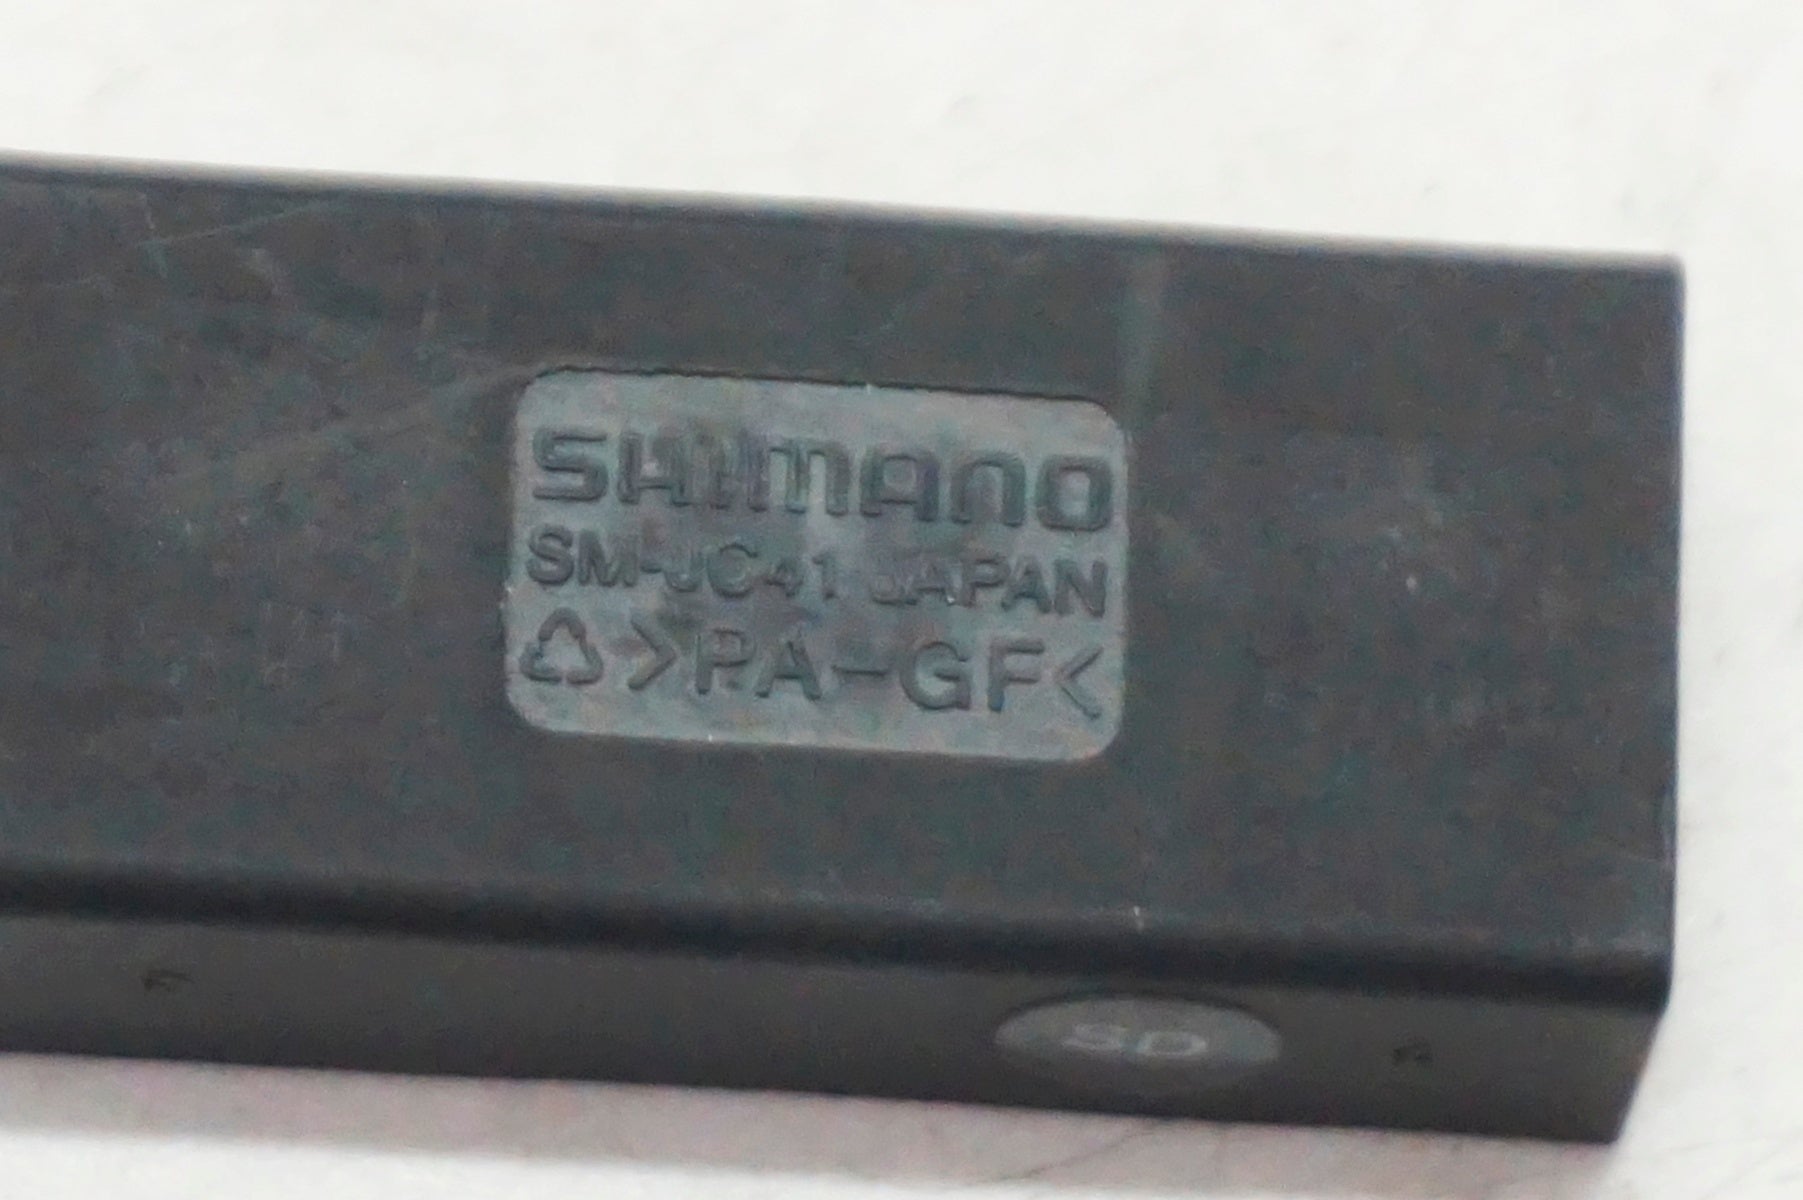 SHIMANO
SM-JC41 JAPAN
>PA-GF<
SD